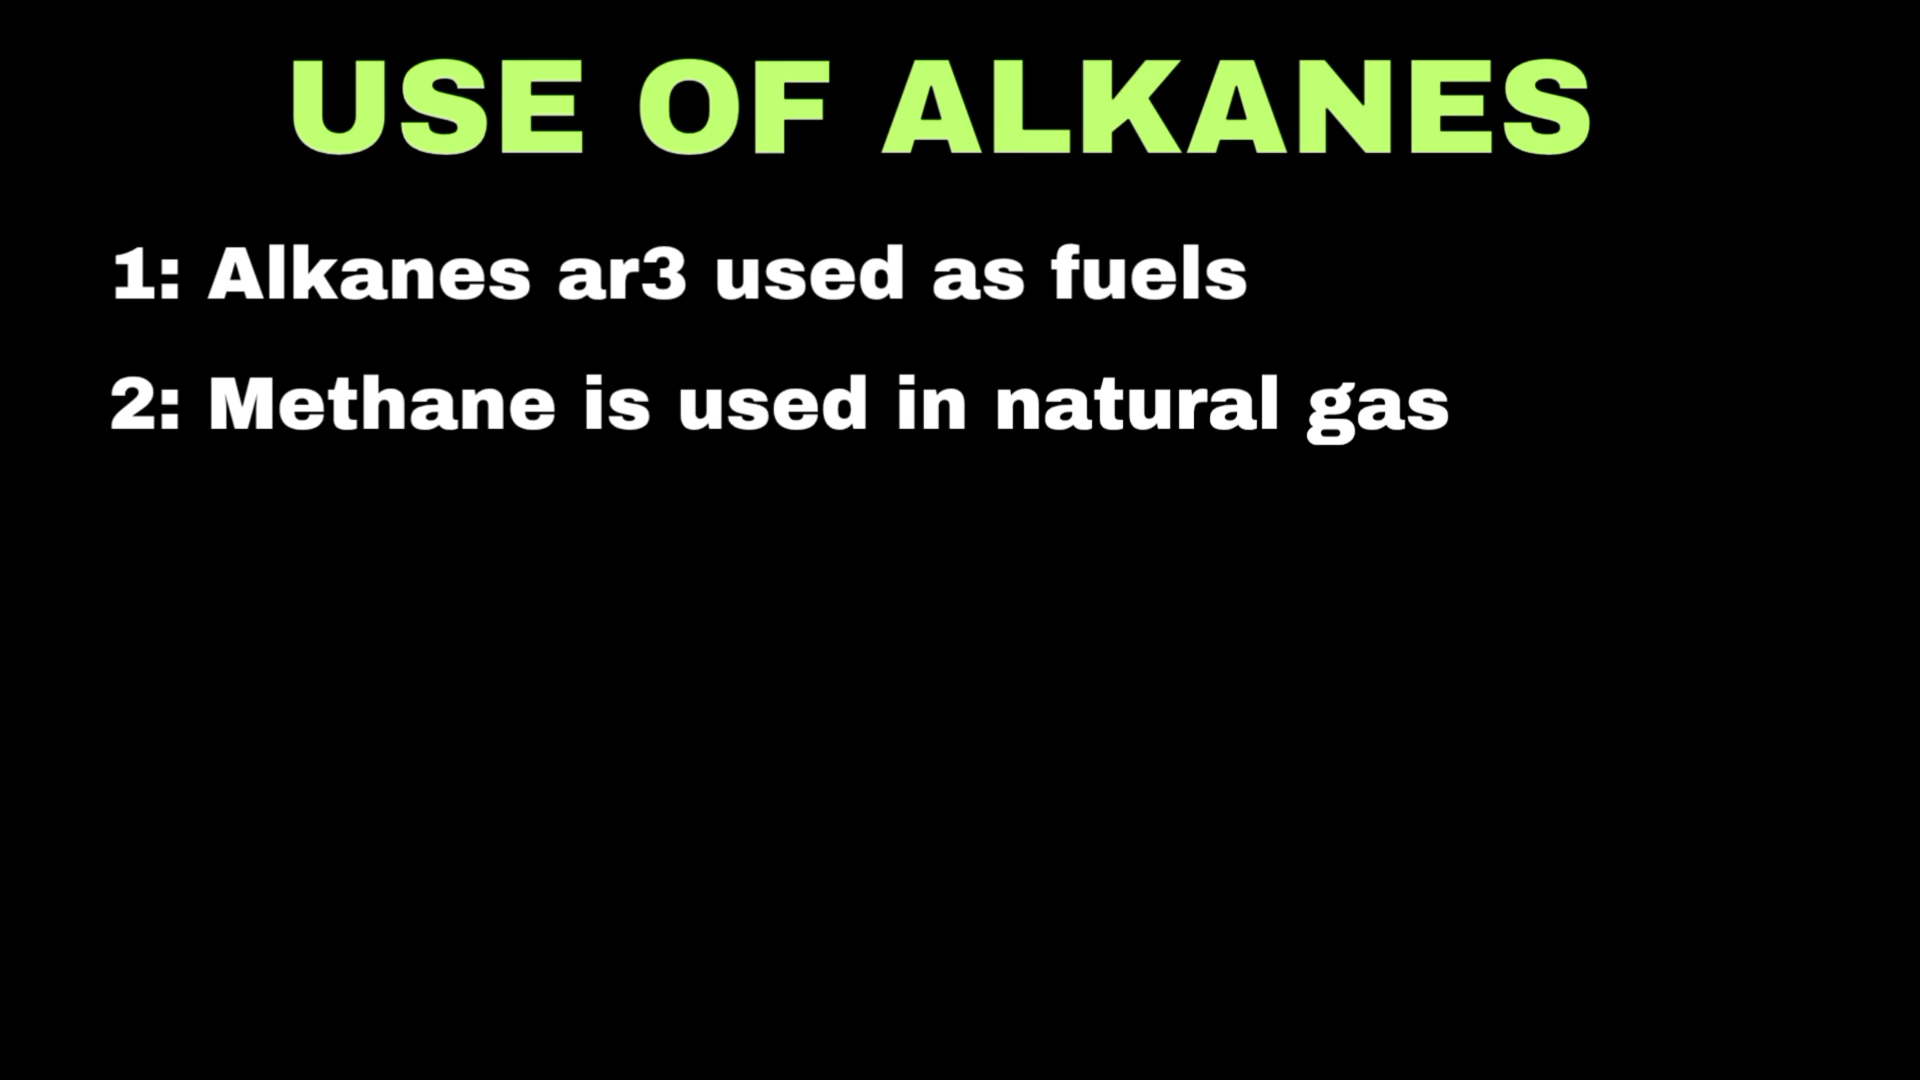 USE OF ALKANES
1: Alkanes ar3 used as fuels
2: Methane is used in natural gas